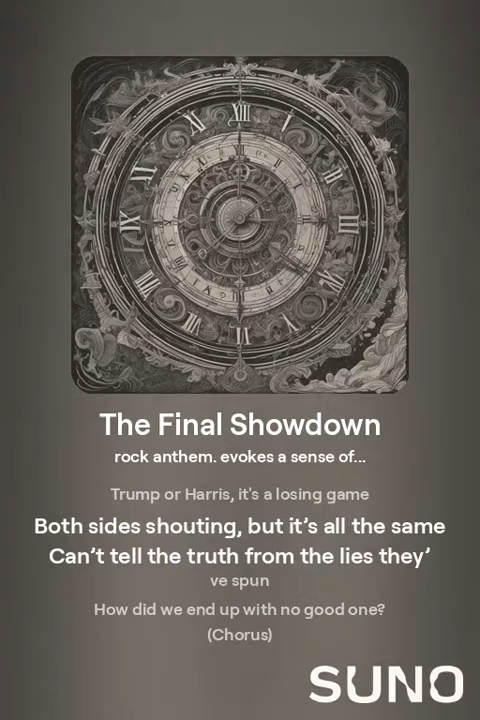 The Final Showdown
rock anthem. evokes a sense of...
Trump or Harris, it's a losing game
Both sides shouting, but it’s all the same
Can’t tell the truth from the lies they’
ve spun
How did we end up with no good one?
(Chorus)
SUNO